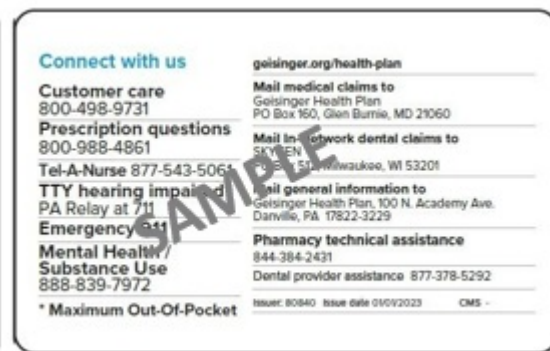 Connect with us
Customer care
800-498-9731
Prescription questions
800-988-4861
Tel-A-Nurse 877-543-5061
TTY hearing impaired
PA Relay at 711
Emergency 911
Mental Health /
Substance Use
888-839-7972
* Maximum Out-Of-Pocket
geisinger.org/health-plan
Mail medical claims to
Geisinger Health Plan
PO Box 160, Glen Burnie, MD 21060
Mail In-Network dental claims to
Milwaukee, WI 53201
Mail general information to
Geisinger Health Plan, 100 N. Academy Ave.
Danville, PA 17822-3229
Pharmacy technical assistance
844-384-2431
Dental provider assistance 877-378-5292
Issuer: 80840 Issue date 01/01/2023 CMS -
SAMPLE